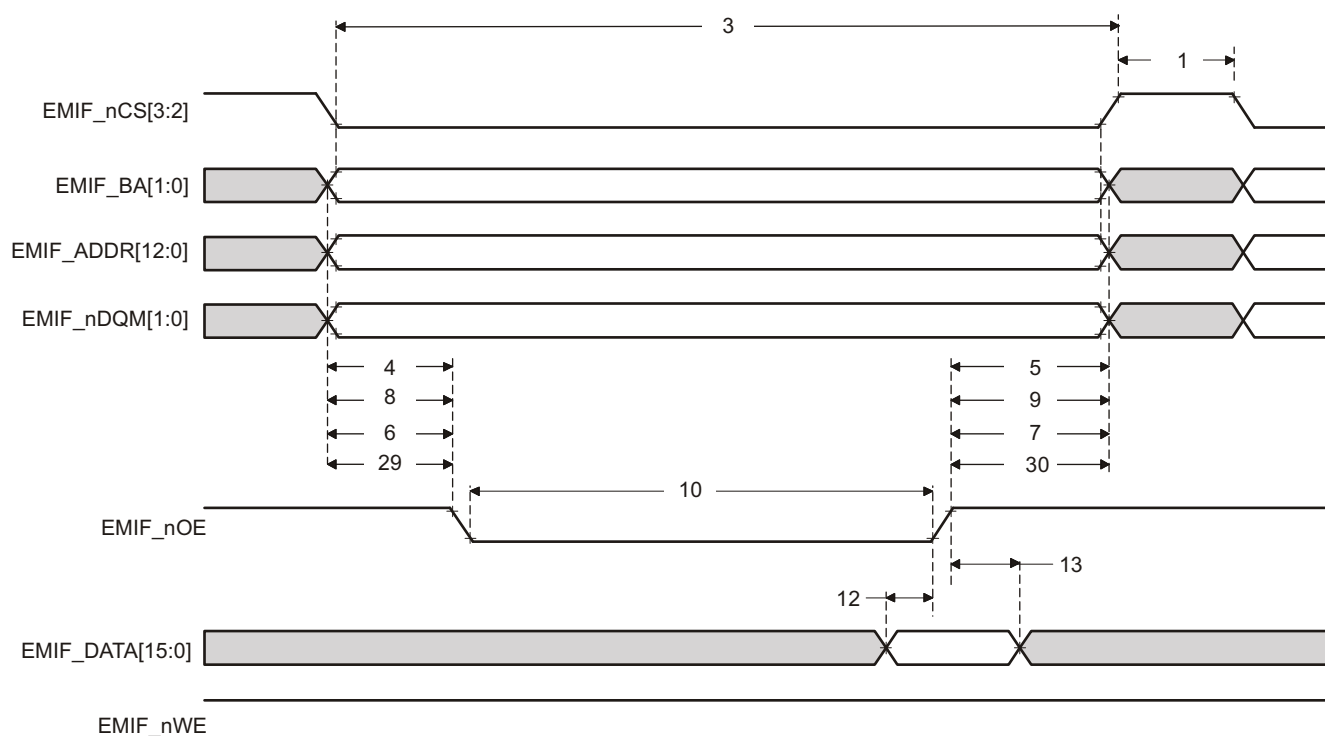 3
1
EMIF_nCS[3:2]
EMIF_BA[1:0]
EMIF_ADDR[12:0]
EMIF_nDQM[1:0]
4 5
8 9
6 7
29 30
10
EMIF_nOE
13
12
EMIF_DATA[15:0]
EMIF_nWE